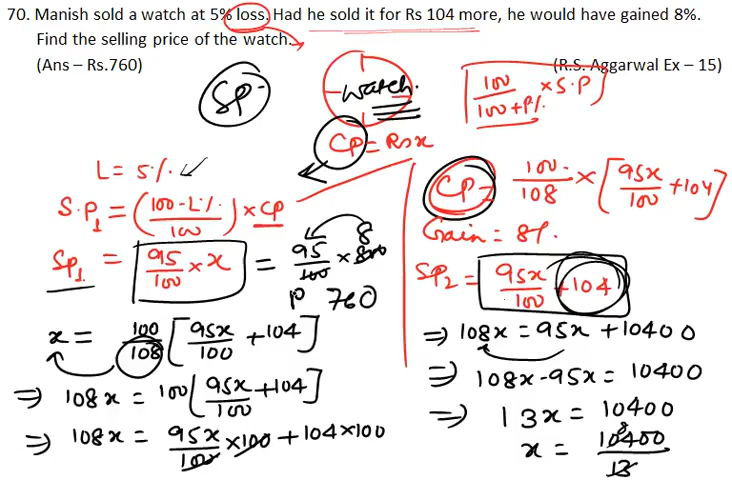 70. Manish sold a watch at 5% loss. Had he sold it for Rs 104 more, he would have gained 8%.
Find the selling price of the watch.
(Ans – Rs.760)
(R.S. Aggarwal Ex – 15)
SP
Watch.
100/100+P% × S.P
CP = Rs x
L = 5%
S.P₁ = (100-L%/100) × CP
SP₁ = 95/100 × x = 95/100 × 800
8
760
x = 100/108 [95x/100 + 104]
⇒ 108x = 100[95x/100 + 104]
⇒ 108x = 95x/100 × 100 + 104×100
CP = 100/108 × [95x/100 + 104]
Gain = 8%
SP₂ = 95x/100 + 104
⇒ 108x = 95x + 10400
⇒ 108x - 95x = 10400
⇒ 13x = 10400
x = 10400/13
8